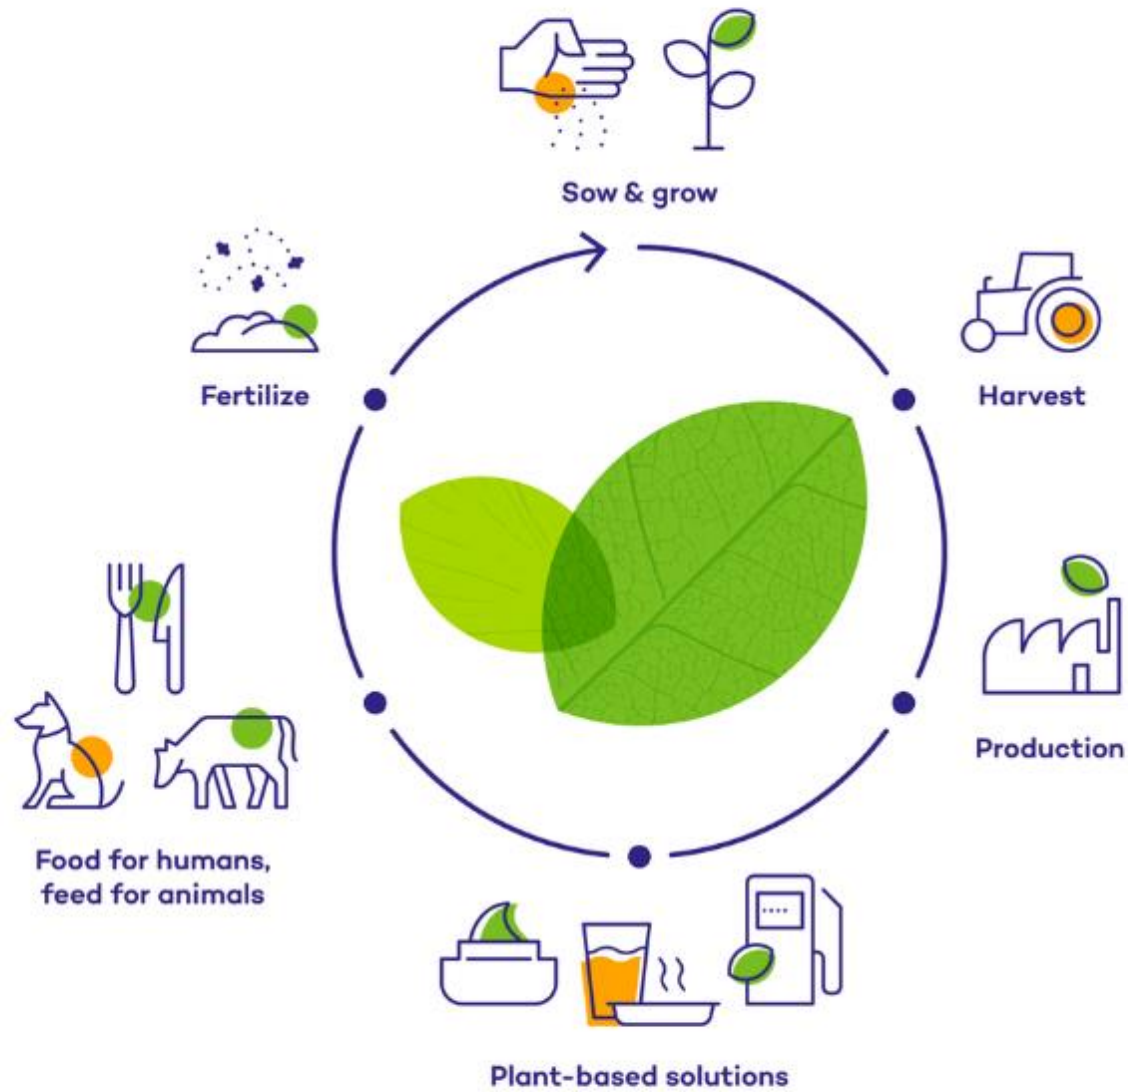 Sow & grow
Harvest
Production
Plant-based solutions
Food for humans,
feed for animals
Fertilize